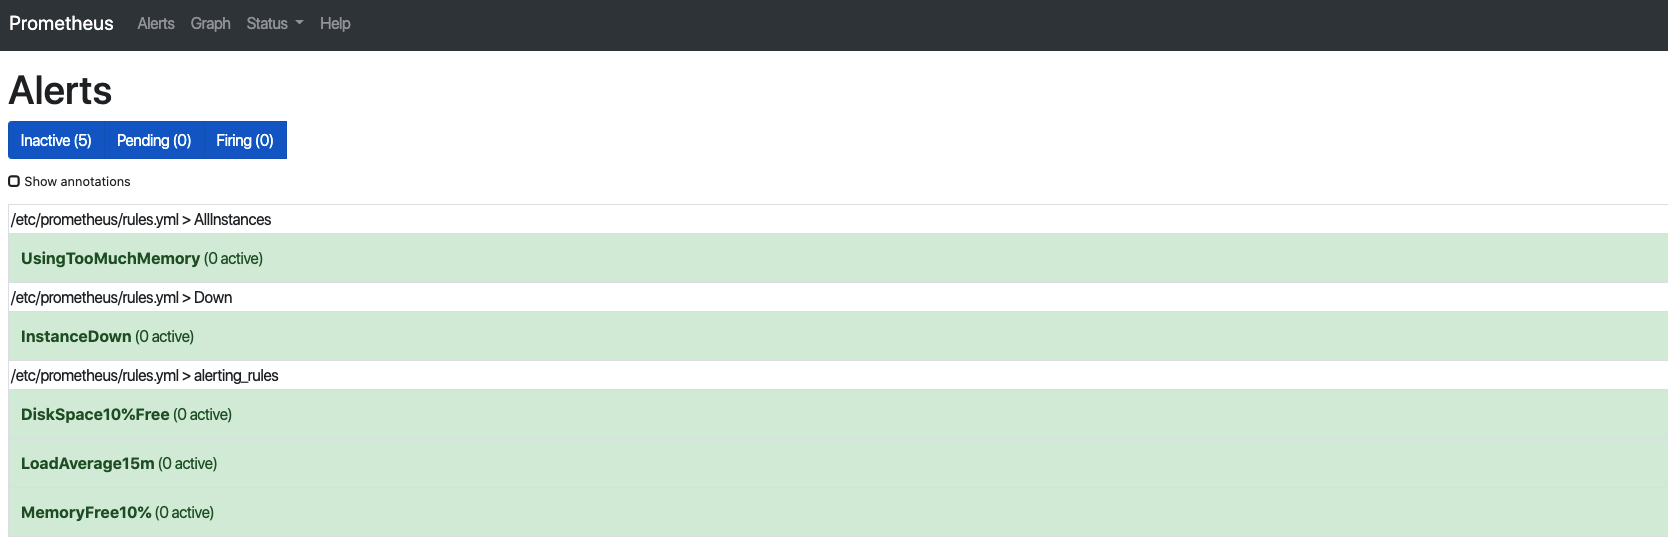 Prometheus Alerts Graph Status Help
Alerts
Inactive (5) Pending (0) Firing (0)
Show annotations
/etc/prometheus/rules.yml > AllInstances
UsingTooMuchMemory (0 active)
/etc/prometheus/rules.yml > Down
InstanceDown (0 active)
/etc/prometheus/rules.yml > alerting_rules
DiskSpace10%Free (0 active)
LoadAverage15m (0 active)
MemoryFree10% (0 active)